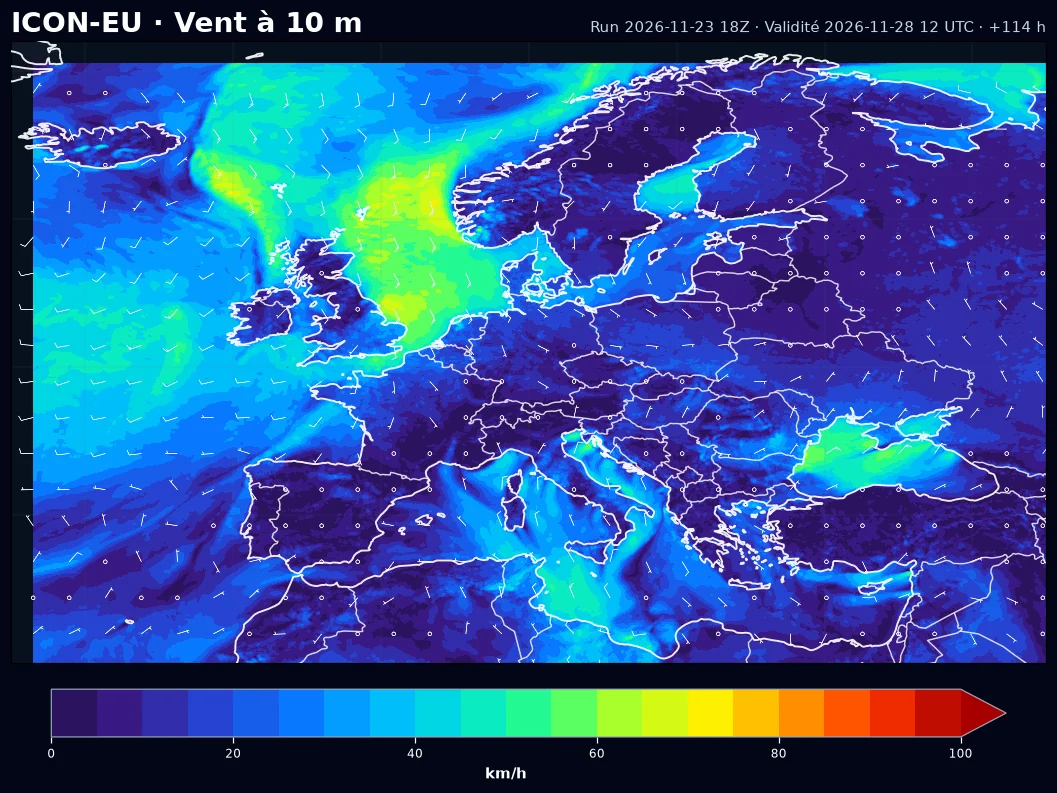 ICON-EU · Vent à 10 m
Run 2026-11-23 18Z · Validité 2026-11-28 12 UTC · +114 h
0 20 40 60 80 100
km/h